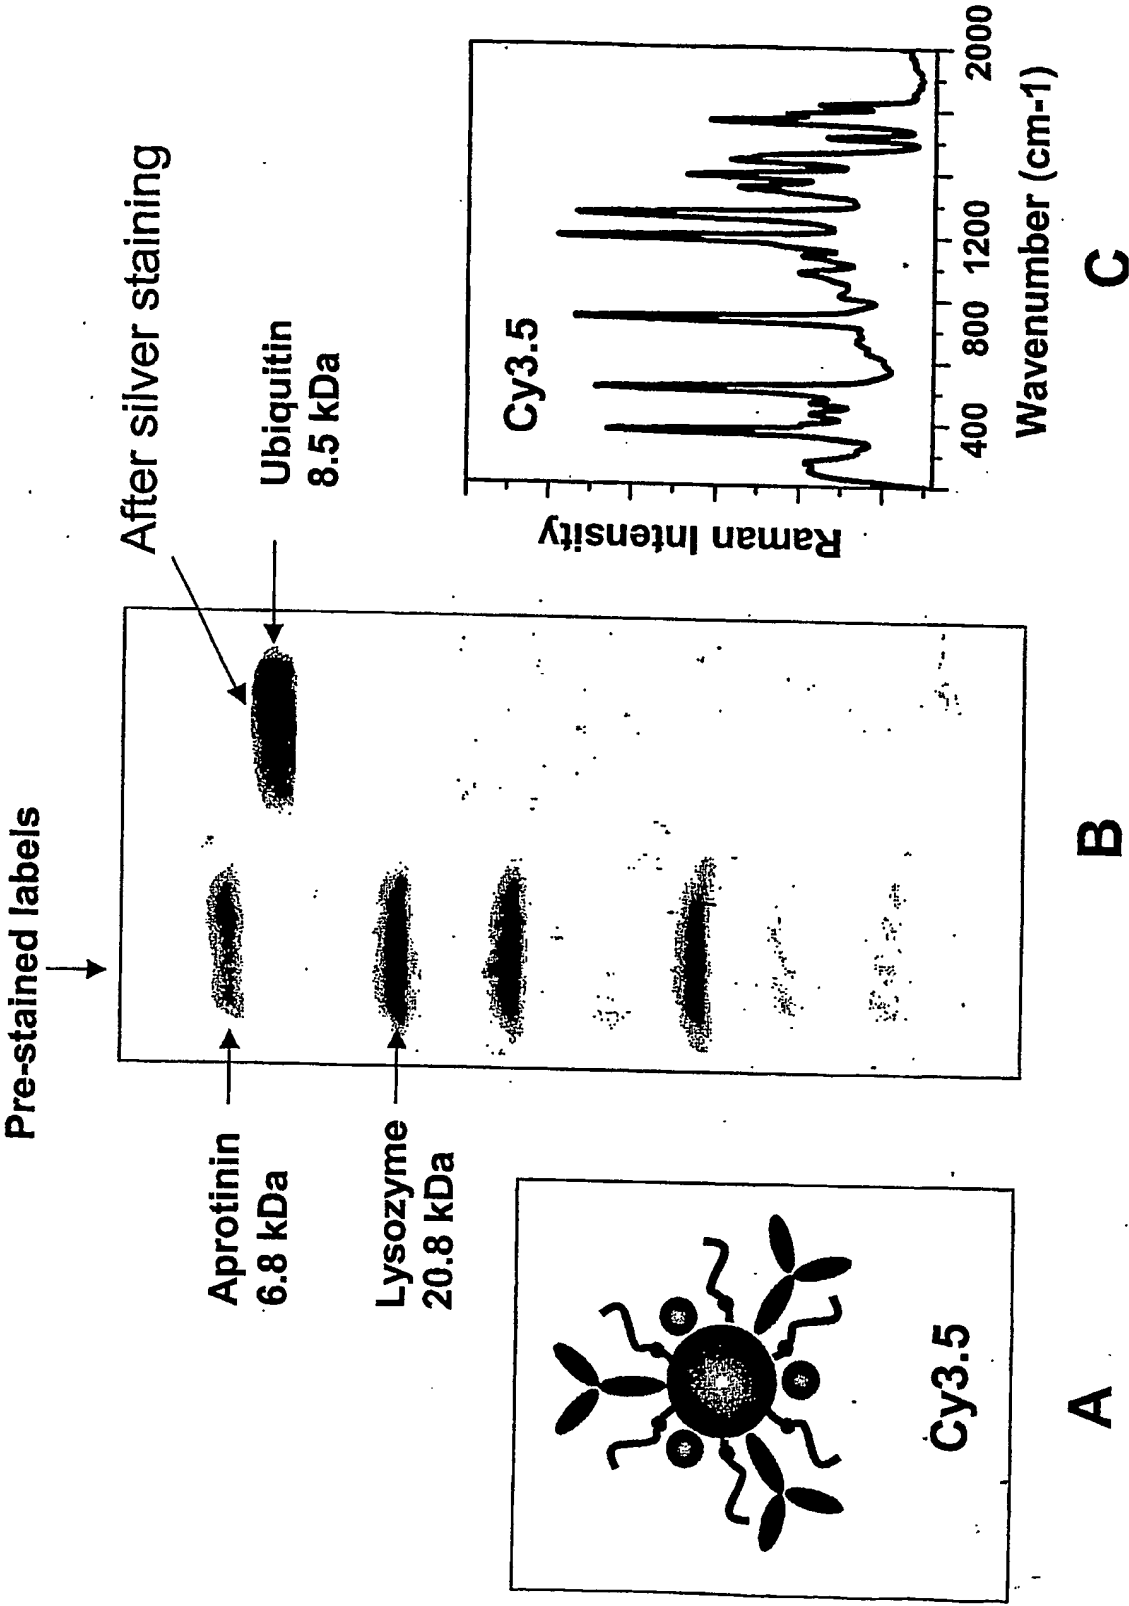 Pre-stained labels
After silver staining
Aprotinin
6.8 kDa
Lysozyme
20.8 kDa
Ubiquitin
8.5 kDa
Cy3.5
A
B
Cy3.5
Raman Intensity
400
800
1200
2000
Wavenumber (cm-1)
C